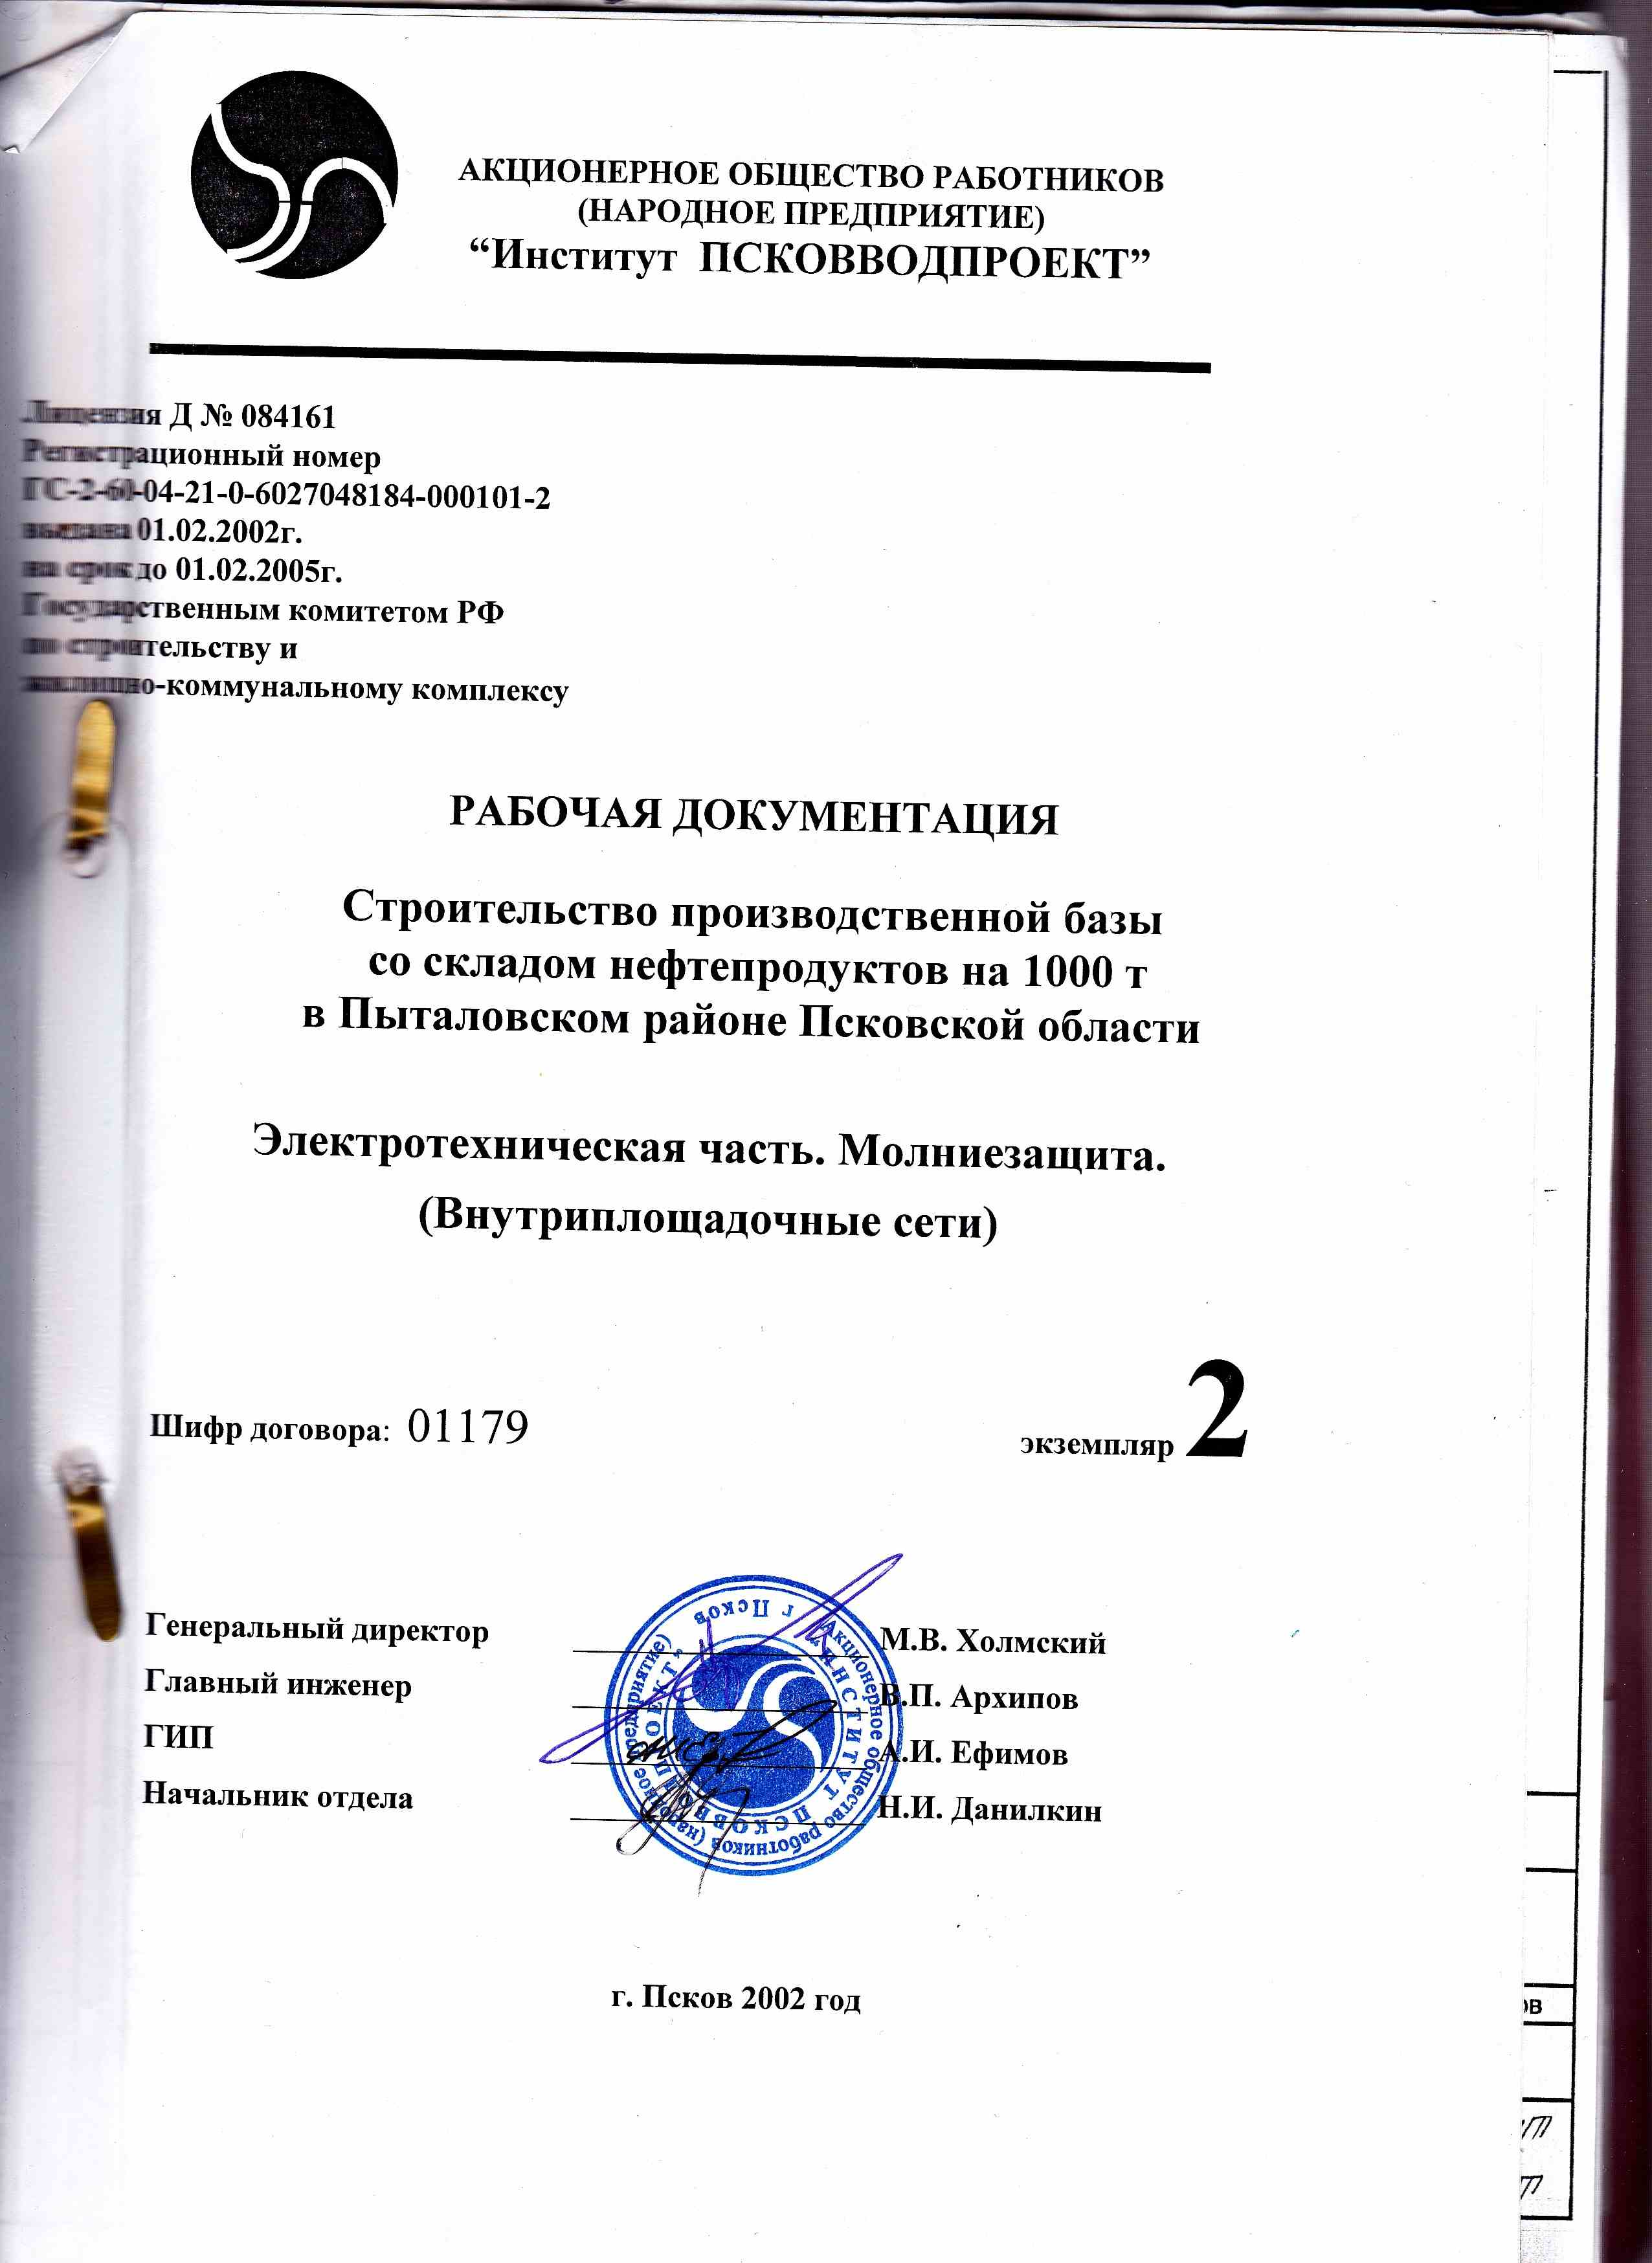 АКЦИОНЕРНОЕ ОБЩЕСТВО РАБОТНИКОВ
(НАРОДНОЕ ПРЕДПРИЯТИЕ)
“Институт ПСКОВВОДПРОЕКТ”
Лицензия Д № 084161
Регистрационный номер
ГС-2-60-04-21-0-6027048184-000101-2
выдана 01.02.2002г.
на срок до 01.02.2005г.
Государственным комитетом РФ
по строительству и
жилищно-коммунальному комплексу
РАБОЧАЯ ДОКУМЕНТАЦИЯ
Строительство производственной базы
со складом нефтепродуктов на 1000 т
в Пыталовском районе Псковской области
Электротехническая часть. Молниезащита.
(Внутриплощадочные сети)
Шифр договора: 01179
экземпляр 2
Генеральный директор М.В. Холмский
Главный инженер В.П. Архипов
ГИП А.И. Ефимов
Начальник отдела Н.И. Данилкин
г Псков
Акционерное общество работников (народное предприятие)
“ИНСТИТУТ ПСКОВВОДПРОЕКТ”
г. Псков 2002 год
ов